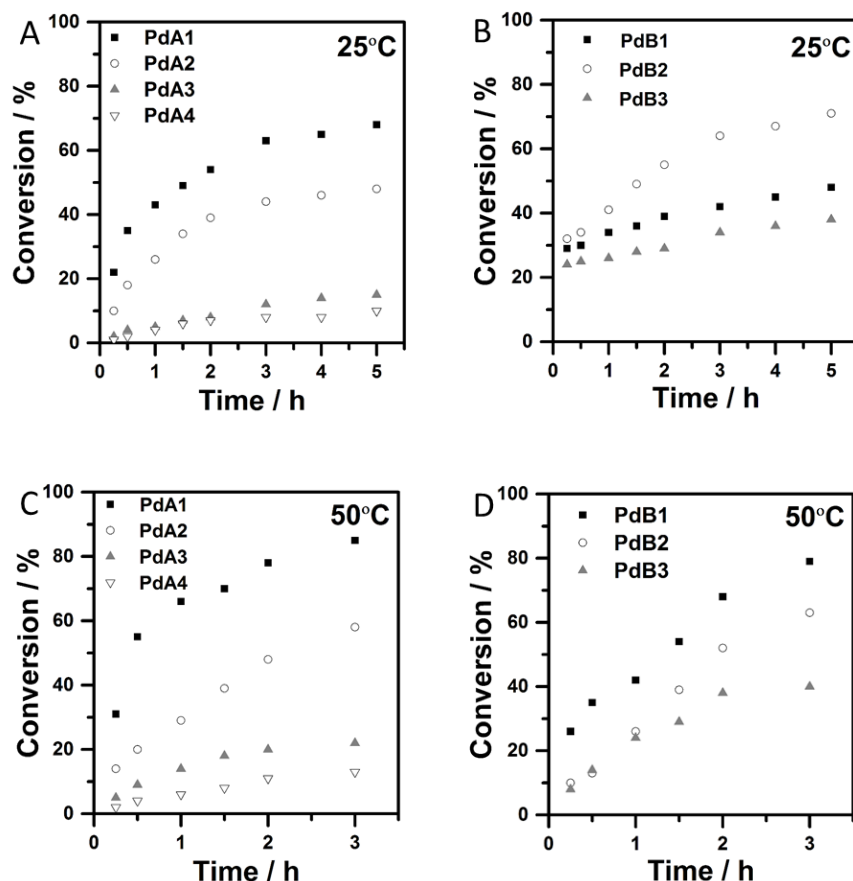 A
PdA1
PdA2
PdA3
PdA4
25°C
Conversion / %
100
80
60
40
20
0
0 1 2 3 4 5
Time / h
B
PdB1
PdB2
PdB3
25°C
Conversion / %
100
80
60
40
20
0
0 1 2 3 4 5
Time / h
C
PdA1
PdA2
PdA3
PdA4
50°C
Conversion / %
100
80
60
40
20
0
0 1 2 3
Time / h
D
PdB1
PdB2
PdB3
50°C
Conversion / %
100
80
60
40
20
0
0 1 2 3
Time / h